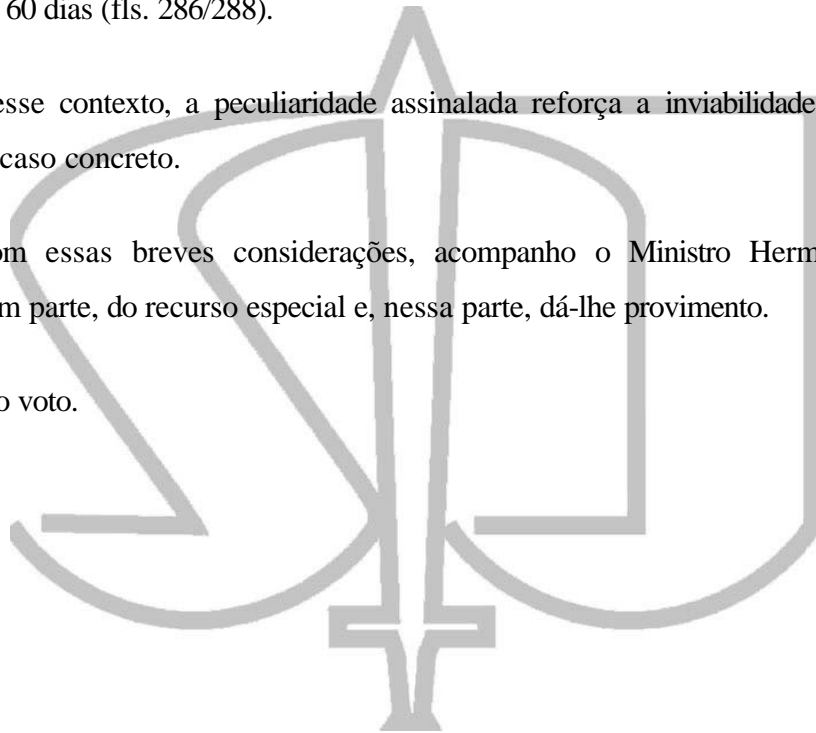 60 dias (fls. 286/288).
esse contexto, a peculiaridade assinalada reforça a inviabilidade
caso concreto.
om essas breves considerações, acompanho o Ministro Herm
m parte, do recurso especial e, nessa parte, dá-lhe provimento.
o voto.